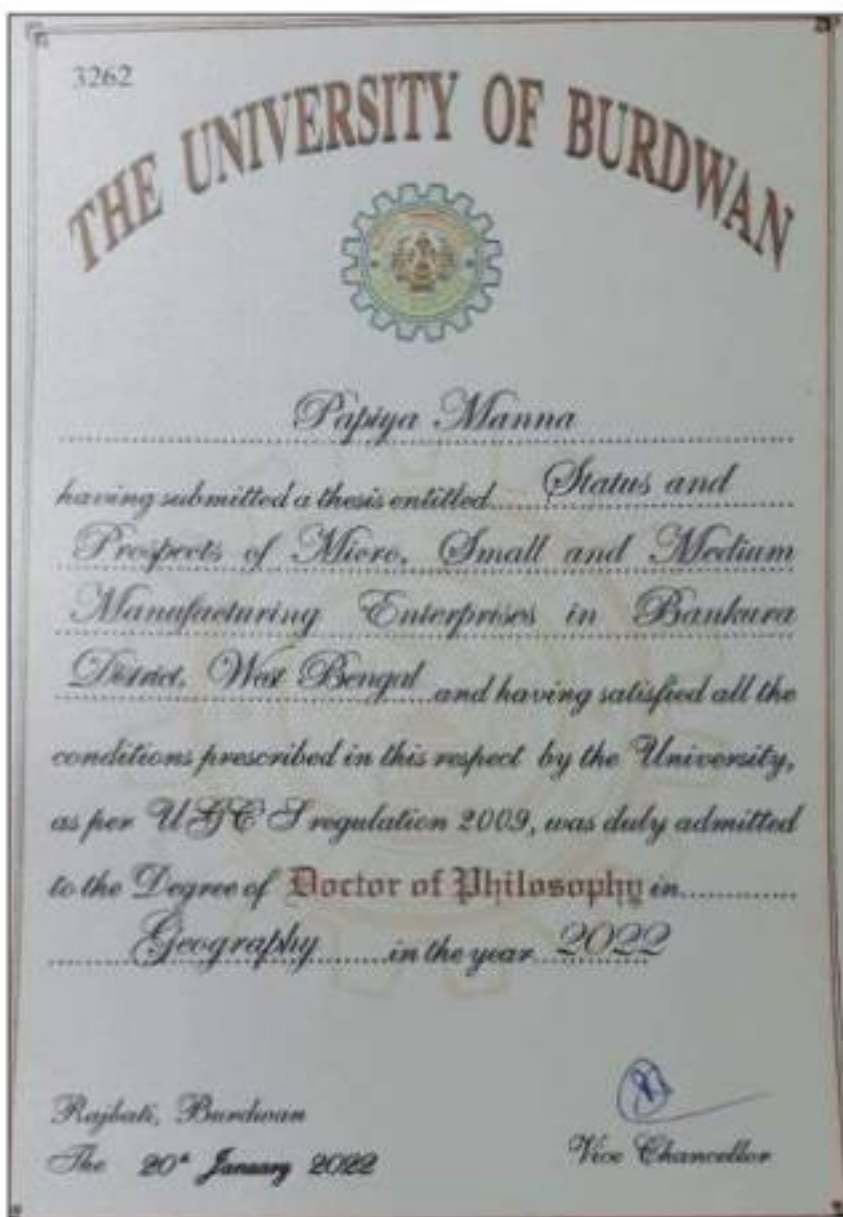 3262
THE UNIVERSITY OF BURDWAN
Papiya Manna
having submitted a thesis entitled Status and
Prospects of Micro, Small and Medium
Manufacturing Enterprises in Bankura
District, West Bengal and having satisfied all the
conditions prescribed in this respect by the University,
as per UGC'S regulation 2009, was duly admitted
to the Degree of Doctor of Philosophy in
Geography in the year 2022
Rajbati, Burdwan
The 20th January 2022
Vice Chancellor